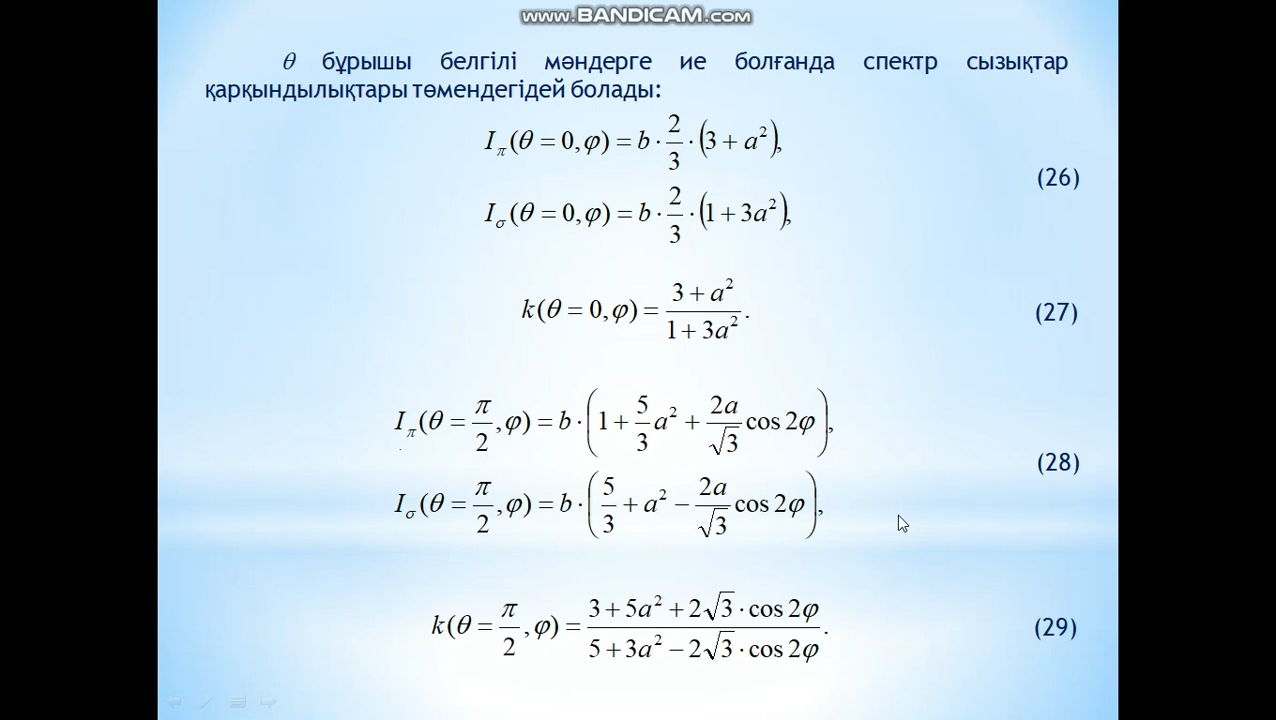 www.BANDICAM.com
θ бұрышы белгілі мәндерге ие болғанда спектр сызықтар
қарқындылықтары төмендегідей болады:
I_π(θ = 0, φ) = b · 2/3 · (3 + a²),
(26)
I_σ(θ = 0, φ) = b · 2/3 · (1 + 3a²),
k(θ = 0, φ) = (3 + a²)/(1 + 3a²). (27)
I_π(θ = π/2, φ) = b · (1 + 5/3 a² + 2a/√3 cos 2φ),
(28)
I_σ(θ = π/2, φ) = b · (5/3 + a² − 2a/√3 cos 2φ),
k(θ = π/2, φ) = (3 + 5a² + 2√3 · cos 2φ)/(5 + 3a² − 2√3 · cos 2φ). (29)